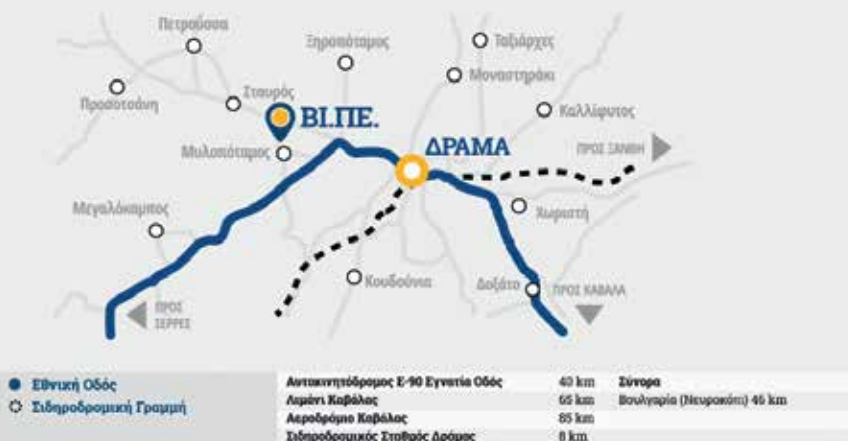 Πετρούσσα
Ξηροπόταμος
Ταξιάρχες
Μοναστηράκι
Προσοτσάνη
Σταυρός
Καλλίφυτος
ΒΙ.ΠΕ.
Μυλοπόταμος
ΔΡΑΜΑ
ΠΡΟΣ ΞΑΝΘΗ
Μεγαλόκαμπος
Χωριστή
Κουδούνια
Δοξάτο
ΠΡΟΣ ΚΑΒΑΛΑ
ΠΡΟΣ
ΣΕΡΡΕΣ
Εθνική Οδός
Σιδηροδρομική Γραμμή
Αυτοκινητόδρομος Ε-90 Εγνατία Οδός 40 km Σύνορα
Λιμάνι Καβάλας 65 km Βουλγαρία (Νευροκόπι) 46 km
Αεροδρόμιο Καβάλας 85 km
Σιδηροδρομικός Σταθμός Δράμας 8 km